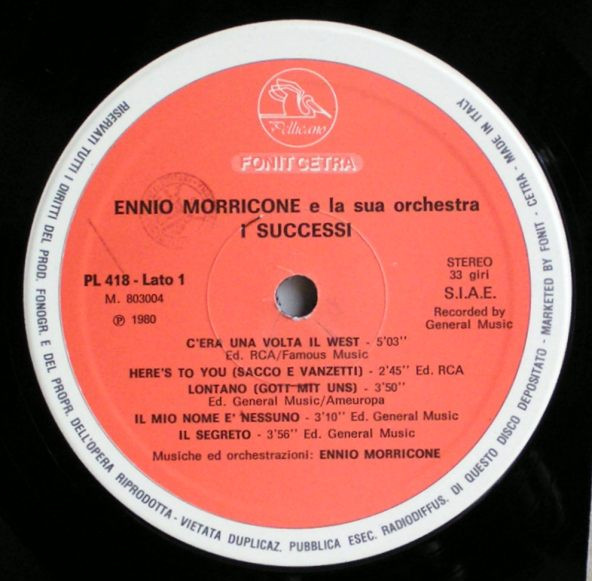 Pellicano
FONIT CETRA
ENNIO MORRICONE e la sua orchestra
i SUCCESSI
PL 418 - Lato 1
M. 803004
Ⓟ 1980
STEREO
33 giri
S.I.A.E.
Recorded by
General Music
C'ERA UNA VOLTA IL WEST - 5'03''
Ed. RCA/Famous Music
HERE'S TO YOU (SACCO E VANZETTI) - 2'45'' Ed. RCA
LONTANO (GOTT MIT UNS) - 3'50''
Ed. General Music/Ameuropa
IL MIO NOME E' NESSUNO - 3'10'' Ed. General Music
IL SEGRETO - 3'56'' Ed. General Music
Musiche ed orchestrazioni: ENNIO MORRICONE
RISERVATI TUTTI I DIRITTI DEL PROD. FONOGR. E DEL PROPR. DELL'OPERA RIPRODOTTA - VIETATA DUPLICAZ. PUBBLICA ESEC. RADIODIFFUS. DI QUESTO DISCO DEPOSITATO - MARKETED BY FONIT - CETRA - MADE IN ITALY